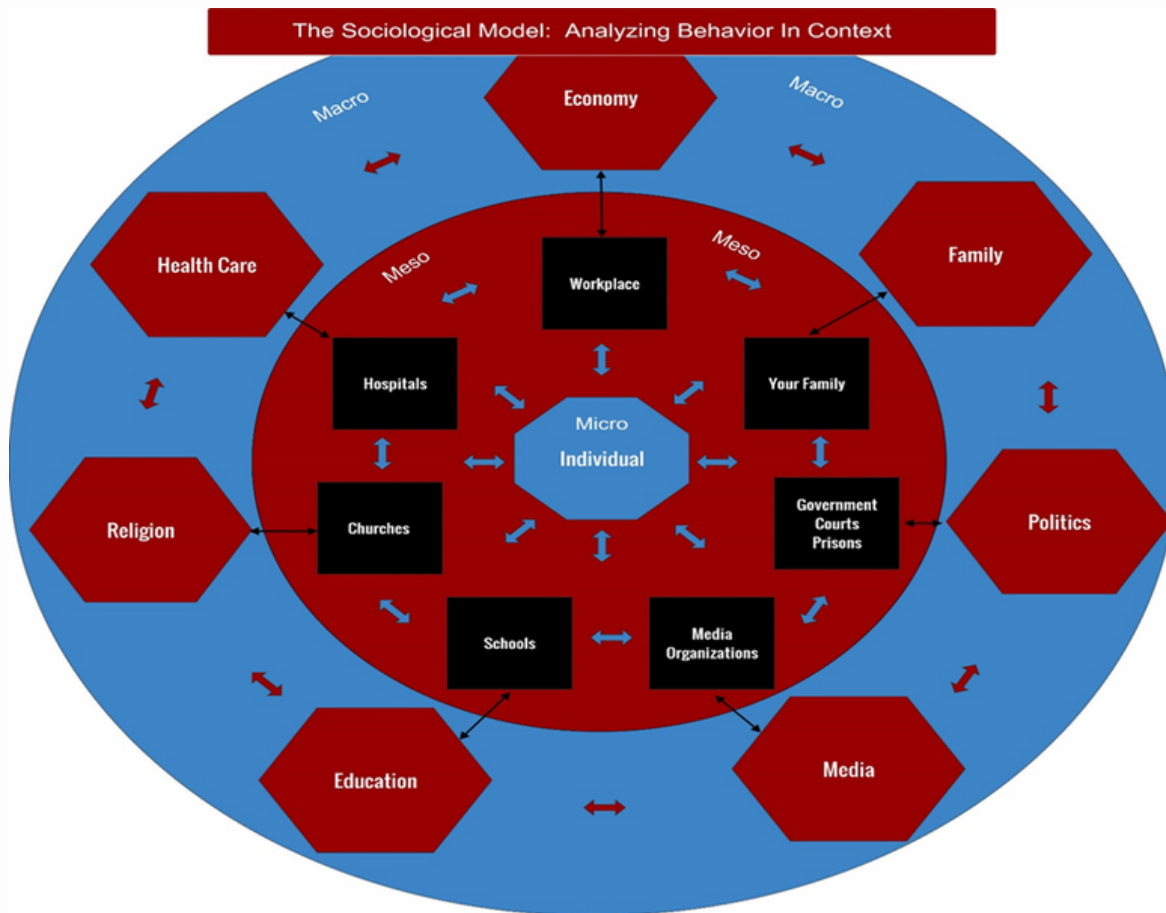 The Sociological Model:  Analyzing Behavior In Context
Macro
Economy
Macro
Health Care
Family
Meso
Meso
Workplace
Hospitals
Your Family
Micro
Individual
Religion
Churches
Government
Courts
Prisons
Politics
Schools
Media
Organizations
Education
Media